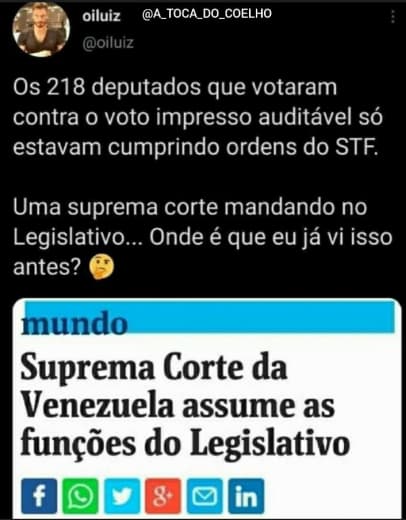 oiluiz @A_TOCA_DO_COELHO
@oiluiz
Os 218 deputados que votaram
contra o voto impresso auditável só
estavam cumprindo ordens do STF.
Uma suprema corte mandando no
Legislativo... Onde é que eu já vi isso
antes? 🤔
mundo
Suprema Corte da
Venezuela assume as
funções do Legislativo